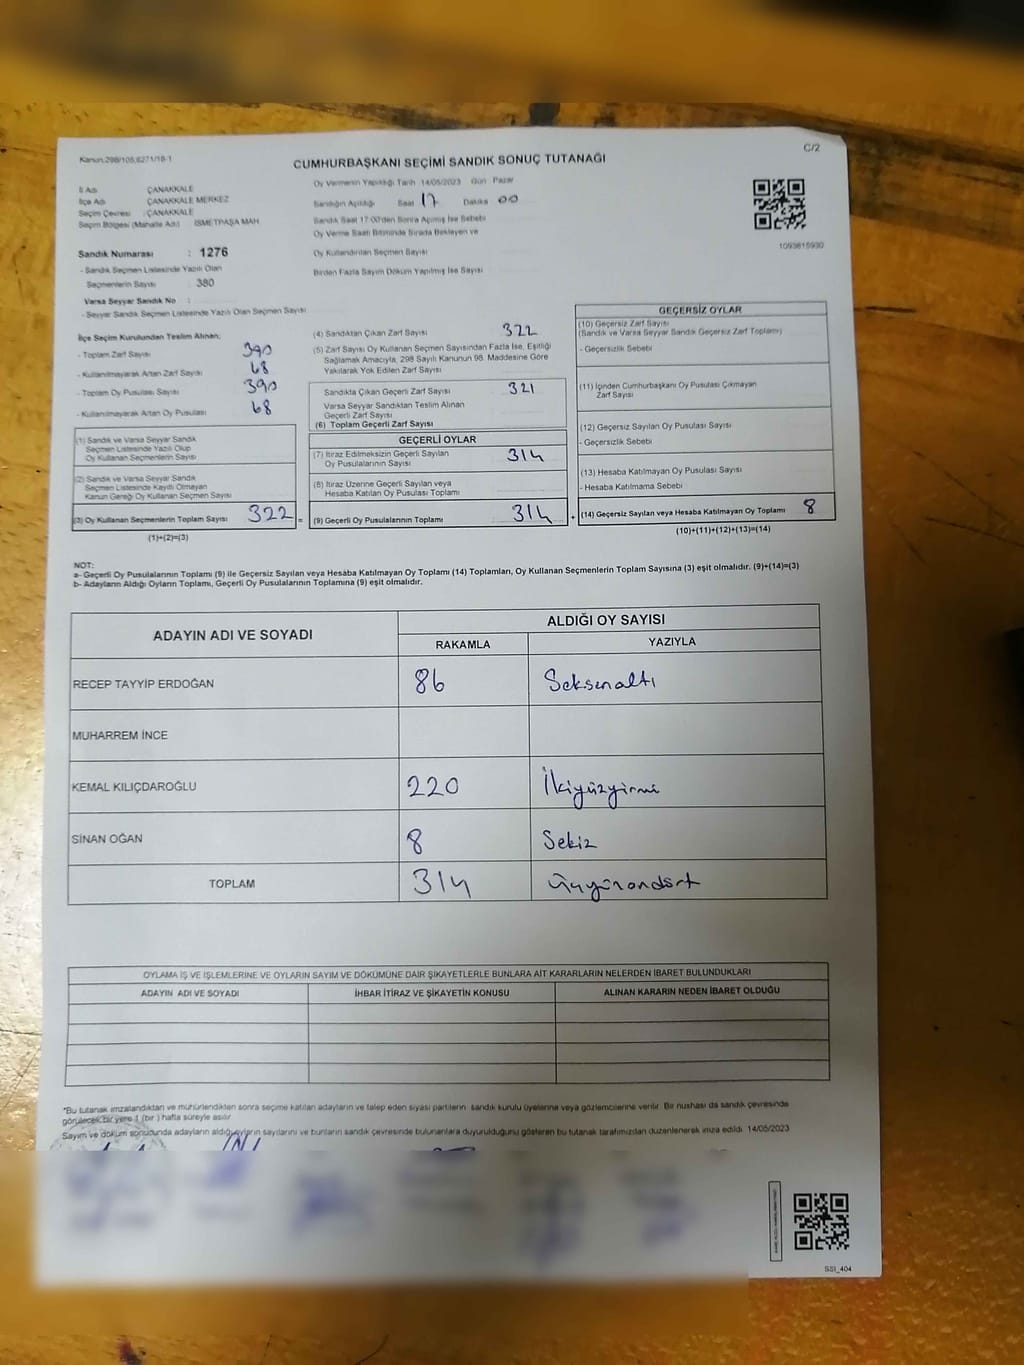 Kanun:298/105,6271/18-1
C/2
CUMHURBAŞKANI SEÇİMİ SANDIK SONUÇ TUTANAĞI
İl Adı : ÇANAKKALE
İlçe Adı : ÇANAKKALE MERKEZ
Seçim Çevresi : ÇANAKKALE
Seçim Bölgesi (Mahalle Adı) : İSMETPAŞA MAH.
Sandık Numarası : 1276
- Sandık Seçmen Listesinde Yazılı Olan
Seçmenlerin Sayısı : 380
Varsa Seyyar Sandık No :
- Seyyar Sandık Seçmen Listesinde Yazılı Olan Seçmen Sayısı
Oy Vermenin Yapıldığı Tarih 14/05/2023 Gün Pazar
Sandığın Açıldığı Saat 17 Dakika 00
Sandık Saat 17:00'den Sonra Açılmış İse Sebebi
Oy Verme Saati Bitiminde Sırada Bekleyen ve
Oy Kullandırılan Seçmen Sayısı
Birden Fazla Sayım Döküm Yapılmış İse Sayısı
1093815930
İlçe Seçim Kurulundan Teslim Alınan;
- Toplam Zarf Sayısı 390
- Kullanılmayarak Artan Zarf Sayısı 68
- Toplam Oy Pusulası Sayısı 390
- Kullanılmayarak Artan Oy Pusulası 68
(1) Sandık ve Varsa Seyyar Sandık
Seçmen Listesinde Yazılı Olup
Oy Kullanan Seçmenlerin Sayısı
(2) Sandık ve Varsa Seyyar Sandık
Seçmen Listesinde Kayıtlı Olmayan
Kanun Gereği Oy Kullanan Seçmen Sayısı
(3) Oy Kullanan Seçmenlerin Toplam Sayısı 322 =
(1)+(2)=(3)
(4) Sandıktan Çıkan Zarf Sayısı 322
(5) Zarf Sayısı Oy Kullanan Seçmen Sayısından Fazla İse, Eşitliği
Sağlamak Amacıyla, 298 Sayılı Kanunun 98. Maddesine Göre
Yakılarak Yok Edilen Zarf Sayısı
Sandıkta Çıkan Geçerli Zarf Sayısı 321
Varsa Seyyar Sandıktan Teslim Alınan
Geçerli Zarf Sayısı
(6) Toplam Geçerli Zarf Sayısı
GEÇERLİ OYLAR
(7) İtiraz Edilmeksizin Geçerli Sayılan
Oy Pusulalarının Sayısı 314
(8) İtiraz Üzerine Geçerli Sayılan veya
Hesaba Katılan Oy Pusulası Toplamı
(9) Geçerli Oy Pusulalarının Toplamı 314 +
GEÇERSİZ OYLAR
(10) Geçersiz Zarf Sayısı
(Sandık ve Varsa Seyyar Sandık Geçersiz Zarf Toplamı)
- Geçersizlik Sebebi
(11) İçinden Cumhurbaşkanı Oy Pusulası Çıkmayan
Zarf Sayısı
(12) Geçersiz Sayılan Oy Pusulası Sayısı
- Geçersizlik Sebebi
(13) Hesaba Katılmayan Oy Pusulası Sayısı
- Hesaba Katılmama Sebebi
(14) Geçersiz Sayılan veya Hesaba Katılmayan Oy Toplamı 8
(10)+(11)+(12)+(13)=(14)
NOT:
a- Geçerli Oy Pusulalarının Toplamı (9) ile Geçersiz Sayılan veya Hesaba Katılmayan Oy Toplamı (14) Toplamları, Oy Kullanan Seçmenlerin Toplam Sayısına (3) eşit olmalıdır. (9)+(14)=(3)
b- Adayların Aldığı Oyların Toplamı, Geçerli Oy Pusulalarının Toplamına (9) eşit olmalıdır.
ADAYIN ADI VE SOYADI ALDIĞI OY SAYISI
RAKAMLA YAZIYLA
RECEP TAYYİP ERDOĞAN 86 Seksenaltı
MUHARREM İNCE
KEMAL KILIÇDAROĞLU 220 İkiyüzyirmi
SİNAN OĞAN 8 Sekiz
TOPLAM 314 Üçyüzondört
OYLAMA İŞ VE İŞLEMLERİNE VE OYLARIN SAYIM VE DÖKÜMÜNE DAİR ŞİKAYETLERLE BUNLARA AİT KARARLARIN NELERDEN İBARET BULUNDUKLARI
ADAYIN ADI VE SOYADI İHBAR İTİRAZ VE ŞİKAYETİN KONUSU ALINAN KARARIN NEDEN İBARET OLDUĞU
*Bu tutanak imzalandıktan ve mühürlendikten sonra seçime katılan adayların ve talep eden siyasi partilerin sandık kurulu üyelerine veya gözlemcilerine verilir. Bir nushası da sandık çevresinde
görülecek bir yere 1 (bir ) hafta süreyle asılır.
Sayım ve döküm sonucunda adayların aldığı oyların sayılarını ve bunların sandık çevresinde bulunanlara duyurulduğunu gösteren bu tutanak tarafımızdan düzenlenerek imza edildi. 14/05/2023
SSI_404